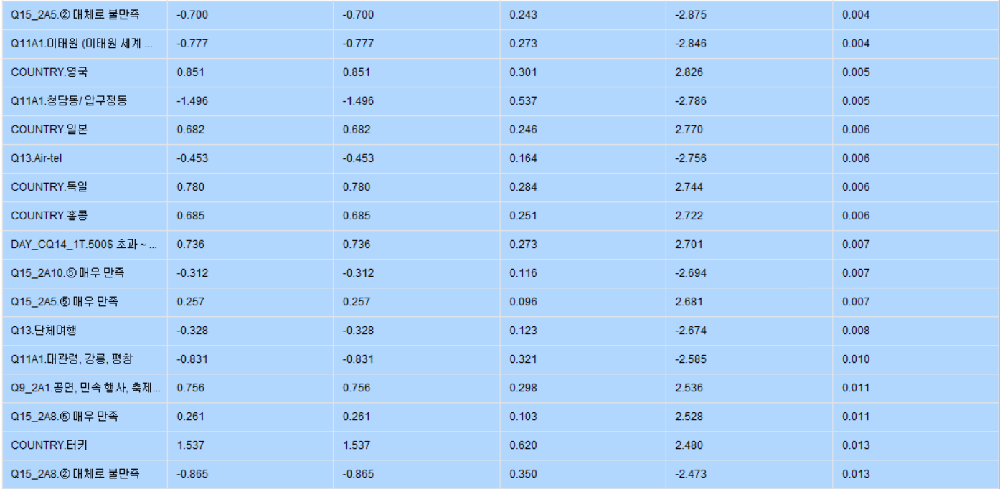 Q15_2A5.② 대체로 불만족 -0.700 -0.700 0.243 -2.875 0.004
Q11A1.이태원 (이태원 세계 ... -0.777 -0.777 0.273 -2.846 0.004
COUNTRY.영국 0.851 0.851 0.301 2.826 0.005
Q11A1.청담동/ 압구정동 -1.496 -1.496 0.537 -2.786 0.005
COUNTRY.일본 0.682 0.682 0.246 2.770 0.006
Q13.Air-tel -0.453 -0.453 0.164 -2.756 0.006
COUNTRY.독일 0.780 0.780 0.284 2.744 0.006
COUNTRY.홍콩 0.685 0.685 0.251 2.722 0.006
DAY_CQ14_1T.500$ 초과 ~ ... 0.736 0.736 0.273 2.701 0.007
Q15_2A10.⑤ 매우 만족 -0.312 -0.312 0.116 -2.694 0.007
Q15_2A5.⑤ 매우 만족 0.257 0.257 0.096 2.681 0.007
Q13.단체여행 -0.328 -0.328 0.123 -2.674 0.008
Q11A1.대관령, 강릉, 평창 -0.831 -0.831 0.321 -2.585 0.010
Q9_2A1.공연, 민속 행사, 축제... 0.756 0.756 0.298 2.536 0.011
Q15_2A8.⑤ 매우 만족 0.261 0.261 0.103 2.528 0.011
COUNTRY.터키 1.537 1.537 0.620 2.480 0.013
Q15_2A8.② 대체로 불만족 -0.865 -0.865 0.350 -2.473 0.013